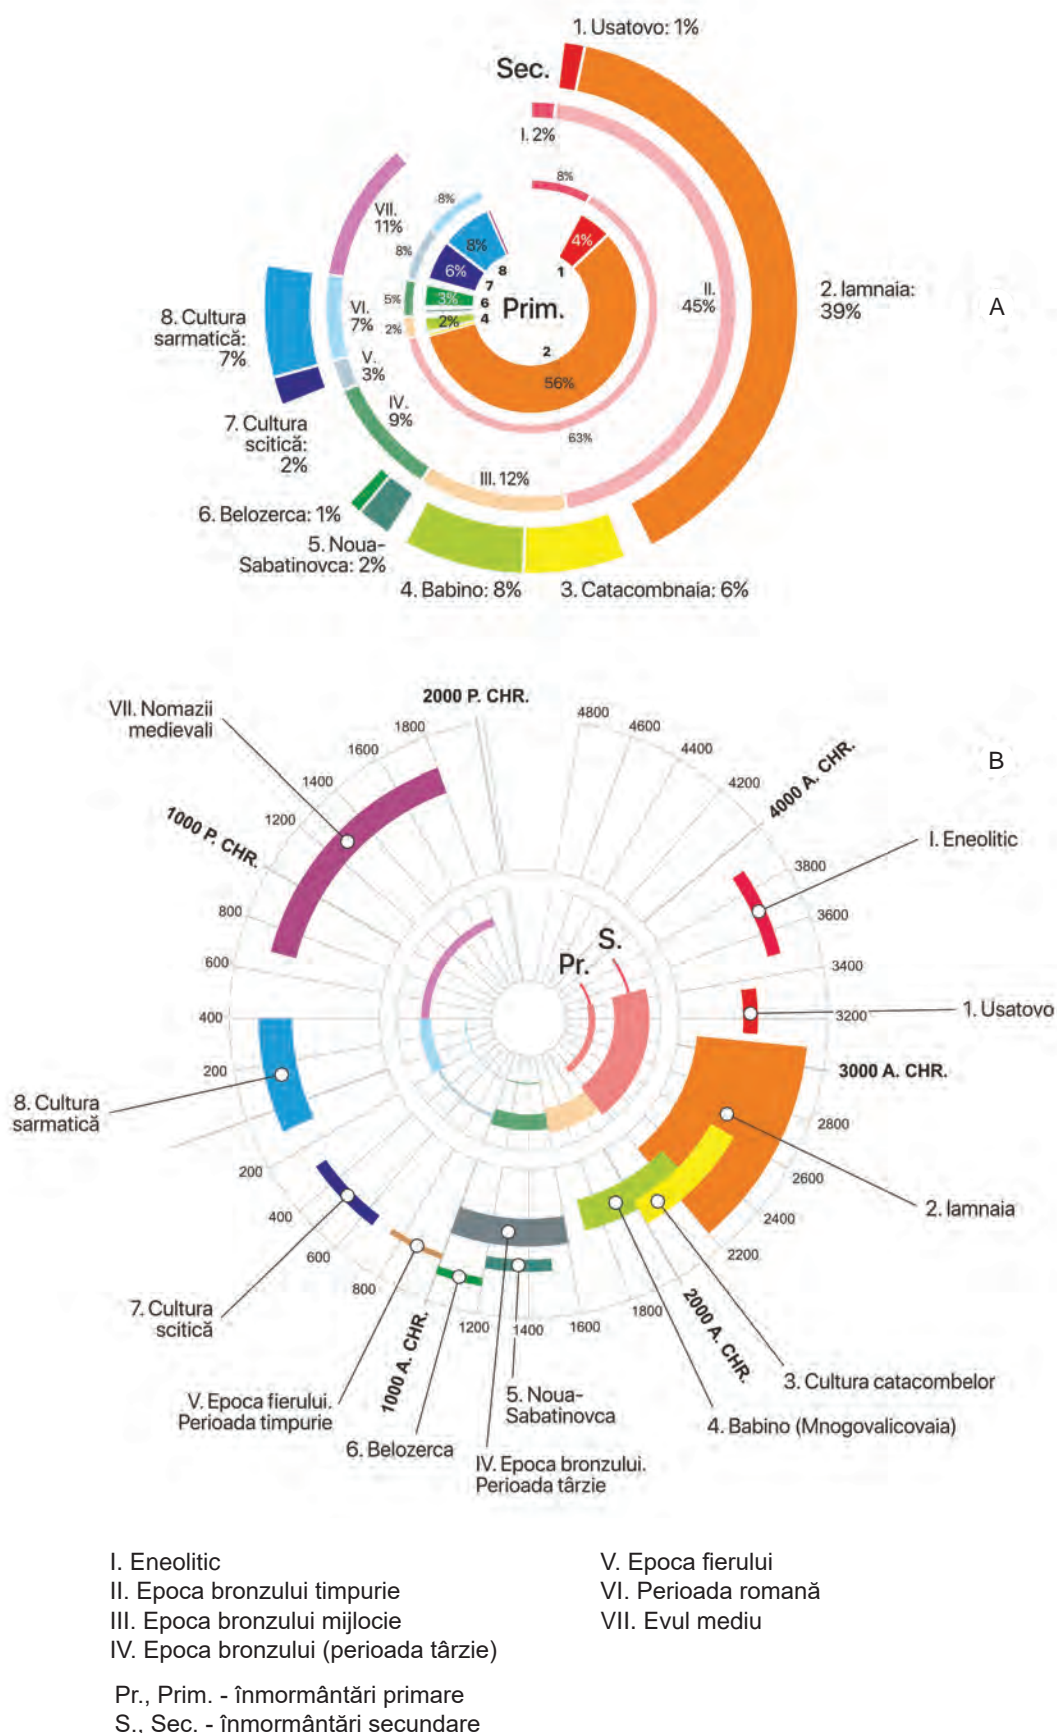 1. Usatovo: 1%
Sec.
I. 2%
8%
8%
VII.
11%
8%
8%
4%
6%
8
1
7
II.
45%
2. Iamnaia:
39%
A
5%
3%
6
Prim.
VI.
7%
2%
2%
4
8. Cultura
sarmatică:
7%
2
V.
3%
56%
IV.
9%
7. Cultura
scitică:
2%
63%
III. 12%
6. Belozerca: 1%
5. Noua-
Sabatinovca: 2%
4. Babino: 8%
3. Catacombnaia: 6%
2000 P. CHR.
VII. Nomazii
medievali
1800
4800
4600
1600
4400
4000 A. CHR.
B
1400
4200
1000 P. CHR.
1200
I. Eneolitic
3800
800
3600
S.
Pr.
600
3400
400
3200
1. Usatovo
200
3000 A. CHR.
8. Cultura
sarmatică
2800
200
2600
400
2400
2. Iamnaia
600
2200
800
7. Cultura
scitică
2000 A. CHR.
1800
1600
1400
1200
1000 A. CHR.
3. Cultura catacombelor
V. Epoca fierului.
Perioada timpurie
5. Noua-
Sabatinovca
4. Babino (Mnogovalicovaia)
6. Belozerca
IV. Epoca bronzului.
Perioada târzie
I. Eneolitic
II. Epoca bronzului timpurie
III. Epoca bronzului mijlocie
IV. Epoca bronzului (perioada târzie)
V. Epoca fierului
VI. Perioada romană
VII. Evul mediu
Pr., Prim. - înmormântări primare
S., Sec. - înmormântări secundare